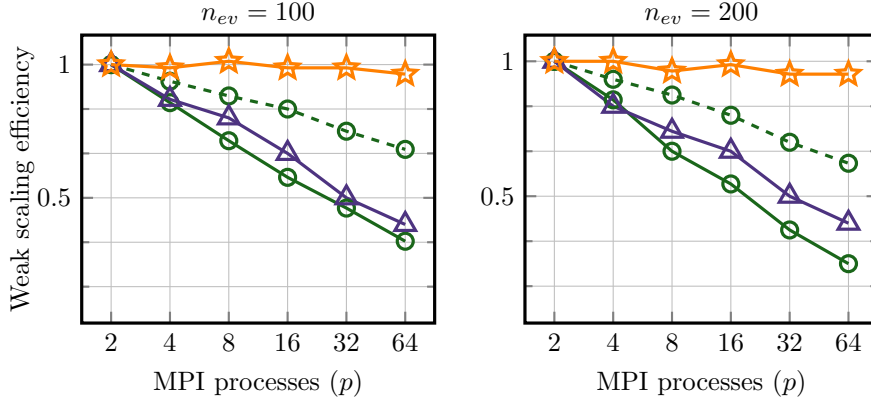 n_{ev} = 100
n_{ev} = 200
Weak scaling efficiency
1
0.5
2 4 8 16 32 64
MPI processes (p)
1
0.5
2 4 8 16 32 64
MPI processes (p)